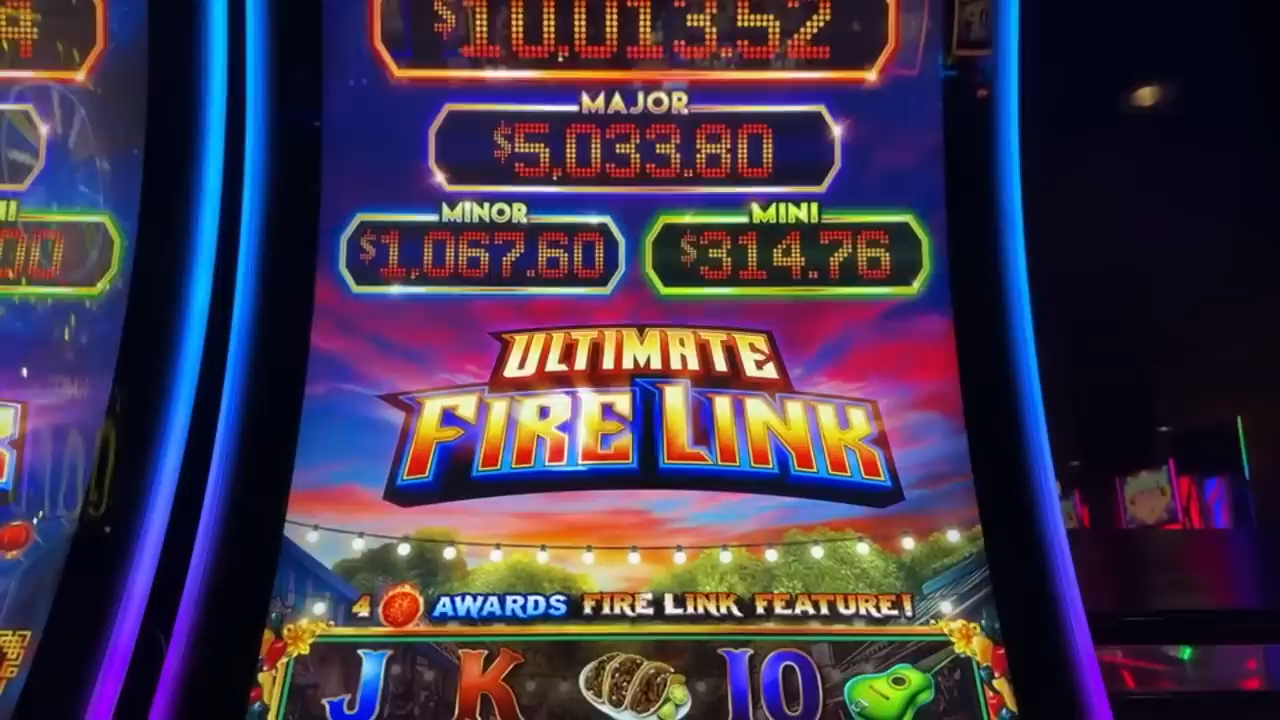 $10,013.52
MAJOR
$5,033.80
MINOR
MINI
$1,067.60
$314.76
ULTIMATE
FIRE LINK
4 AWARDS FIRE LINK FEATURE!
J K 10